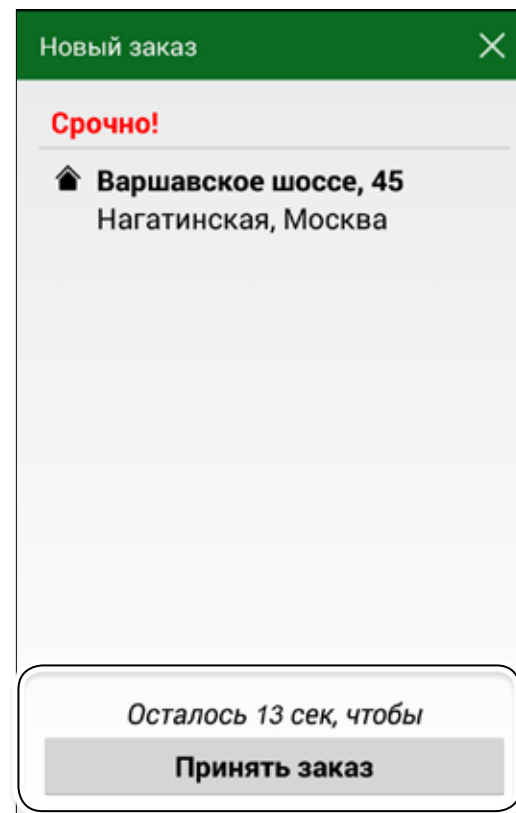 Новый заказ
Срочно!
Варшавское шоссе, 45
Нагатинская, Москва
Осталось 13 сек, чтобы
Принять заказ